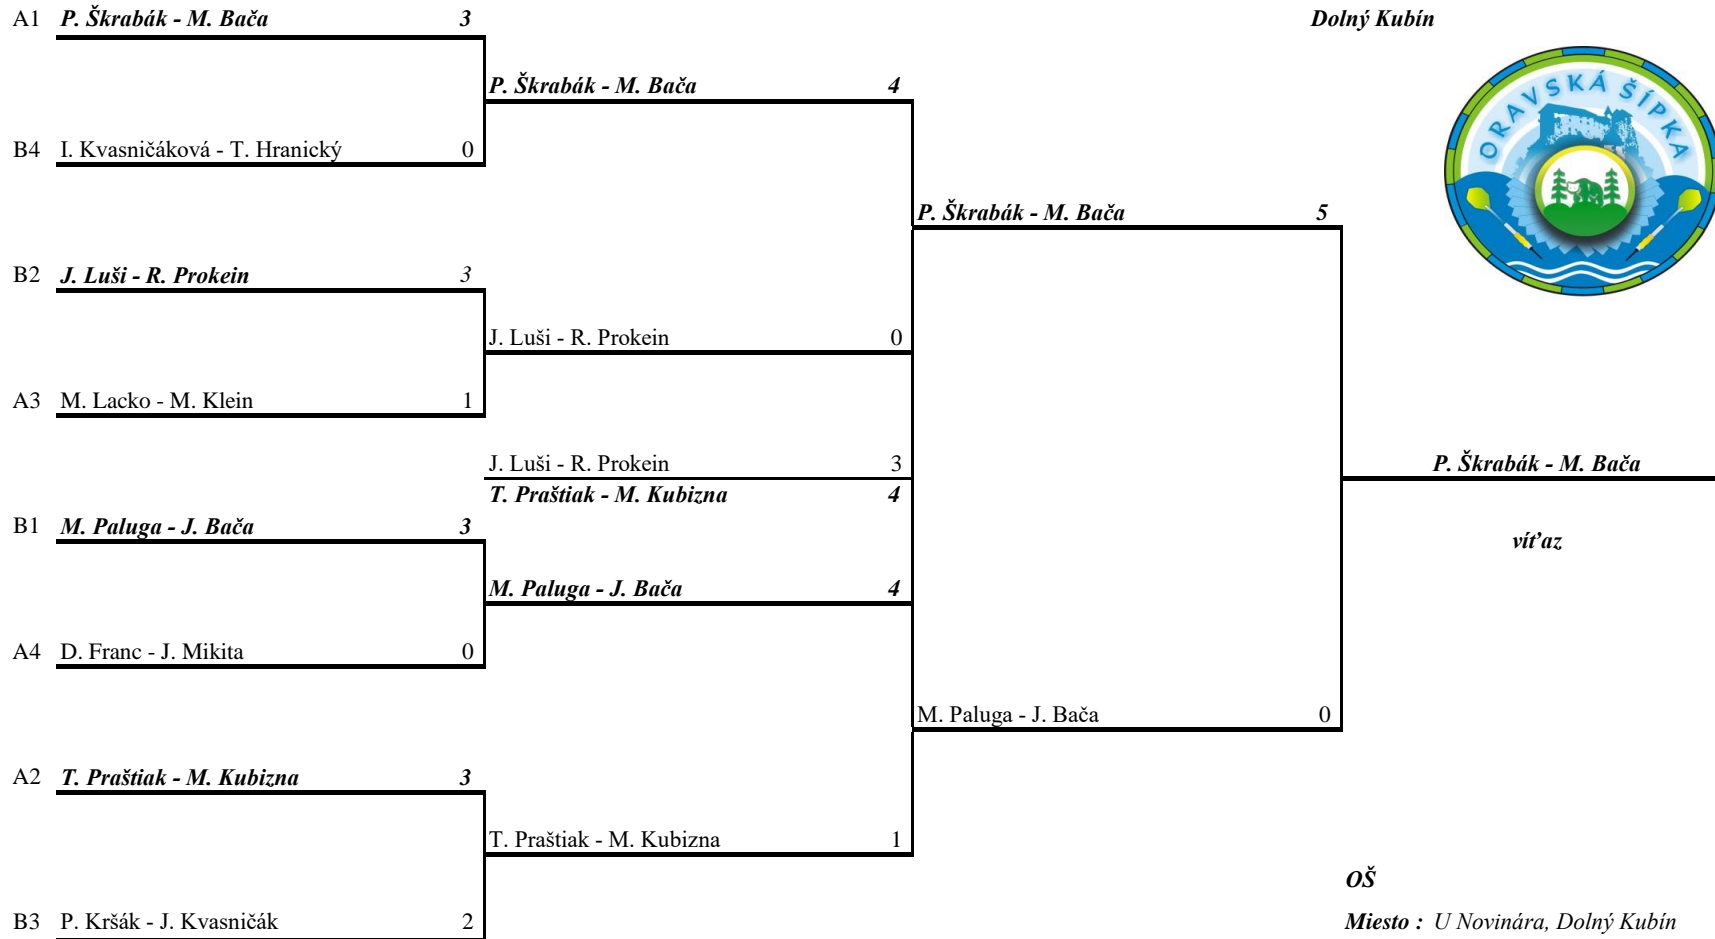 A1 P. Škrabák - M. Bača 3
Dolný Kubín
ORAVSKÁ ŠÍPKA
P. Škrabák - M. Bača 4
B4 I. Kvasničáková - T. Hranický 0
P. Škrabák - M. Bača 5
B2 J. Luši - R. Prokein 3
J. Luši - R. Prokein 0
A3 M. Lacko - M. Klein 1
J. Luši - R. Prokein 3
P. Škrabák - M. Bača
T. Praštiak - M. Kubizna 4
B1 M. Paluga - J. Bača 3
víťaz
M. Paluga - J. Bača 4
A4 D. Franc - J. Mikita 0
M. Paluga - J. Bača 0
A2 T. Praštiak - M. Kubizna 3
T. Praštiak - M. Kubizna 1
OŠ
B3 P. Kršák - J. Kvasničák 2
Miesto : U Novinára, Dolný Kubín